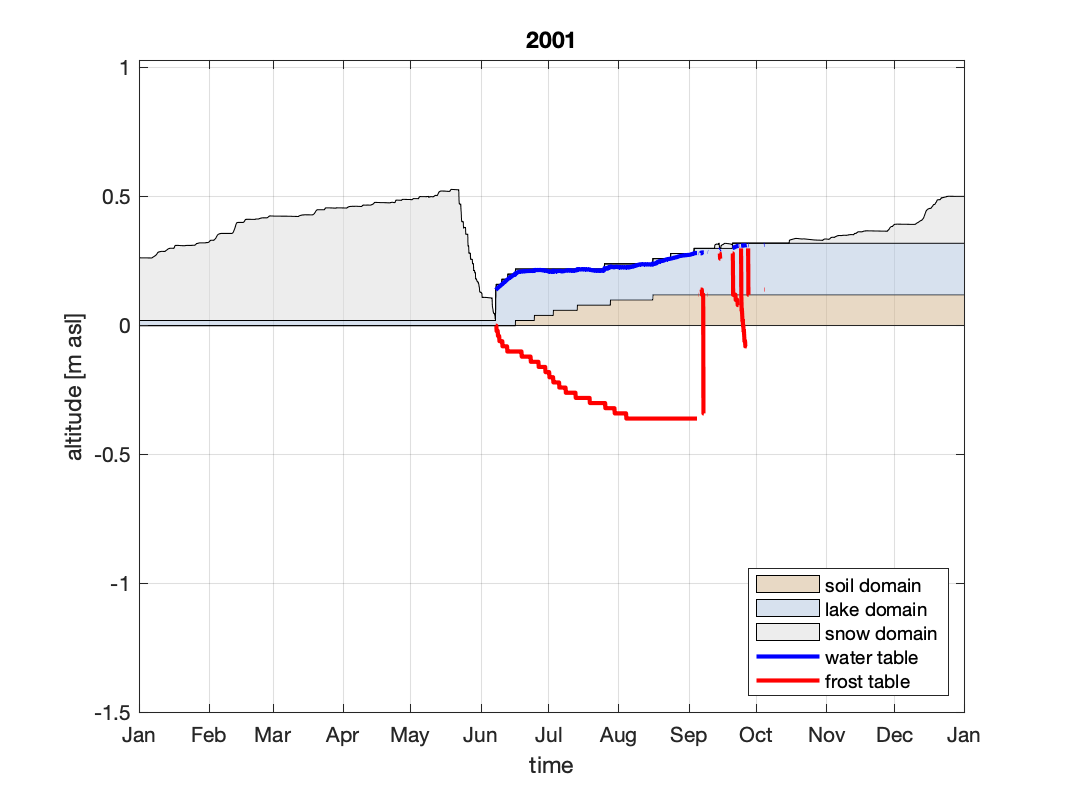 2001
altitude [m asl]
1
0.5
0
-0.5
-1
-1.5
Jan Feb Mar Apr May Jun Jul Aug Sep Oct Nov Dec Jan
time
soil domain
lake domain
snow domain
water table
frost table